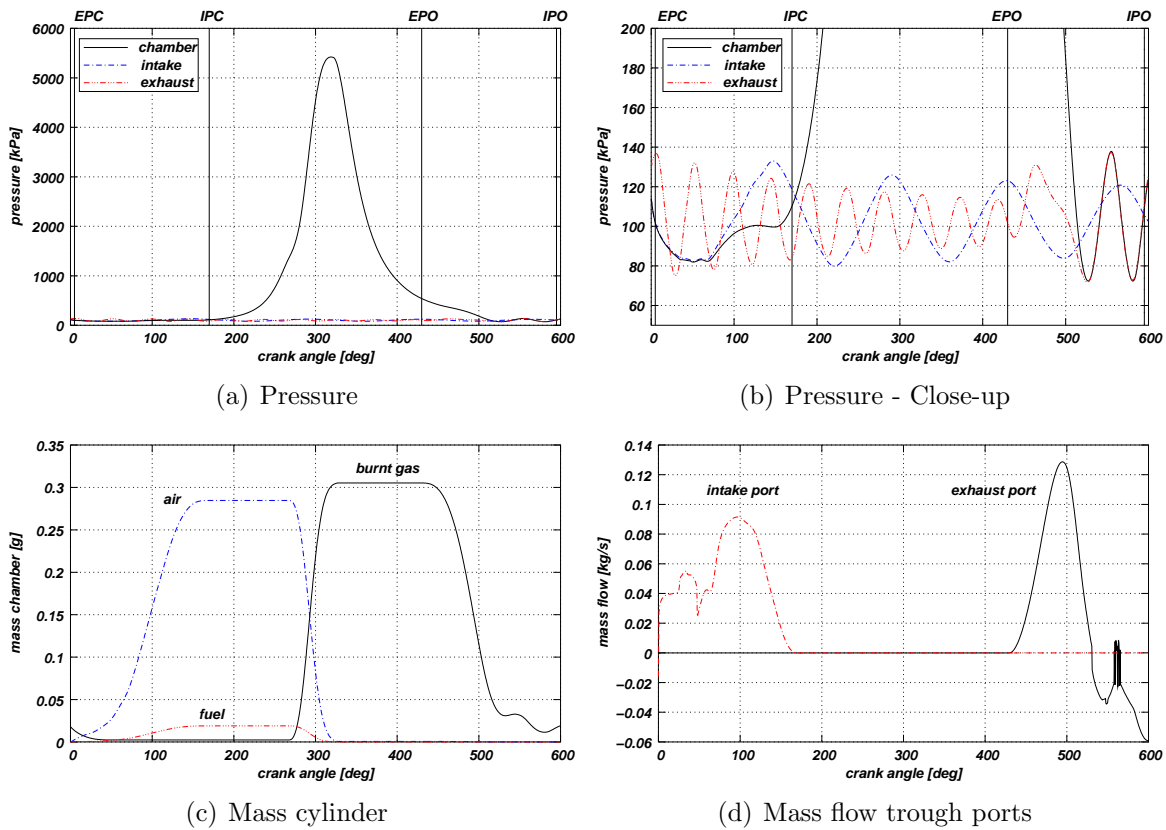 EPC IPC EPO IPO
6000
5000
4000
3000
2000
1000
0
pressure [kPa]
chamber
intake
exhaust
0 100 200 300 400 500 600
crank angle [deg]
(a) Pressure
EPC IPC EPO IPO
200
180
160
140
120
100
80
60
pressure [kPa]
chamber
intake
exhaust
0 100 200 300 400 500 600
crank angle [deg]
(b) Pressure - Close-up
0.35
0.3
0.25
0.2
0.15
0.1
0.05
0
mass chamber [g]
burnt gas
air
fuel
0 100 200 300 400 500 600
crank angle [deg]
(c) Mass cylinder
0.14
0.12
0.1
0.08
0.06
0.04
0.02
0
−0.02
−0.04
−0.06
mass flow [kg/s]
intake port exhaust port
0 100 200 300 400 500 600
crank angle [deg]
(d) Mass flow trough ports